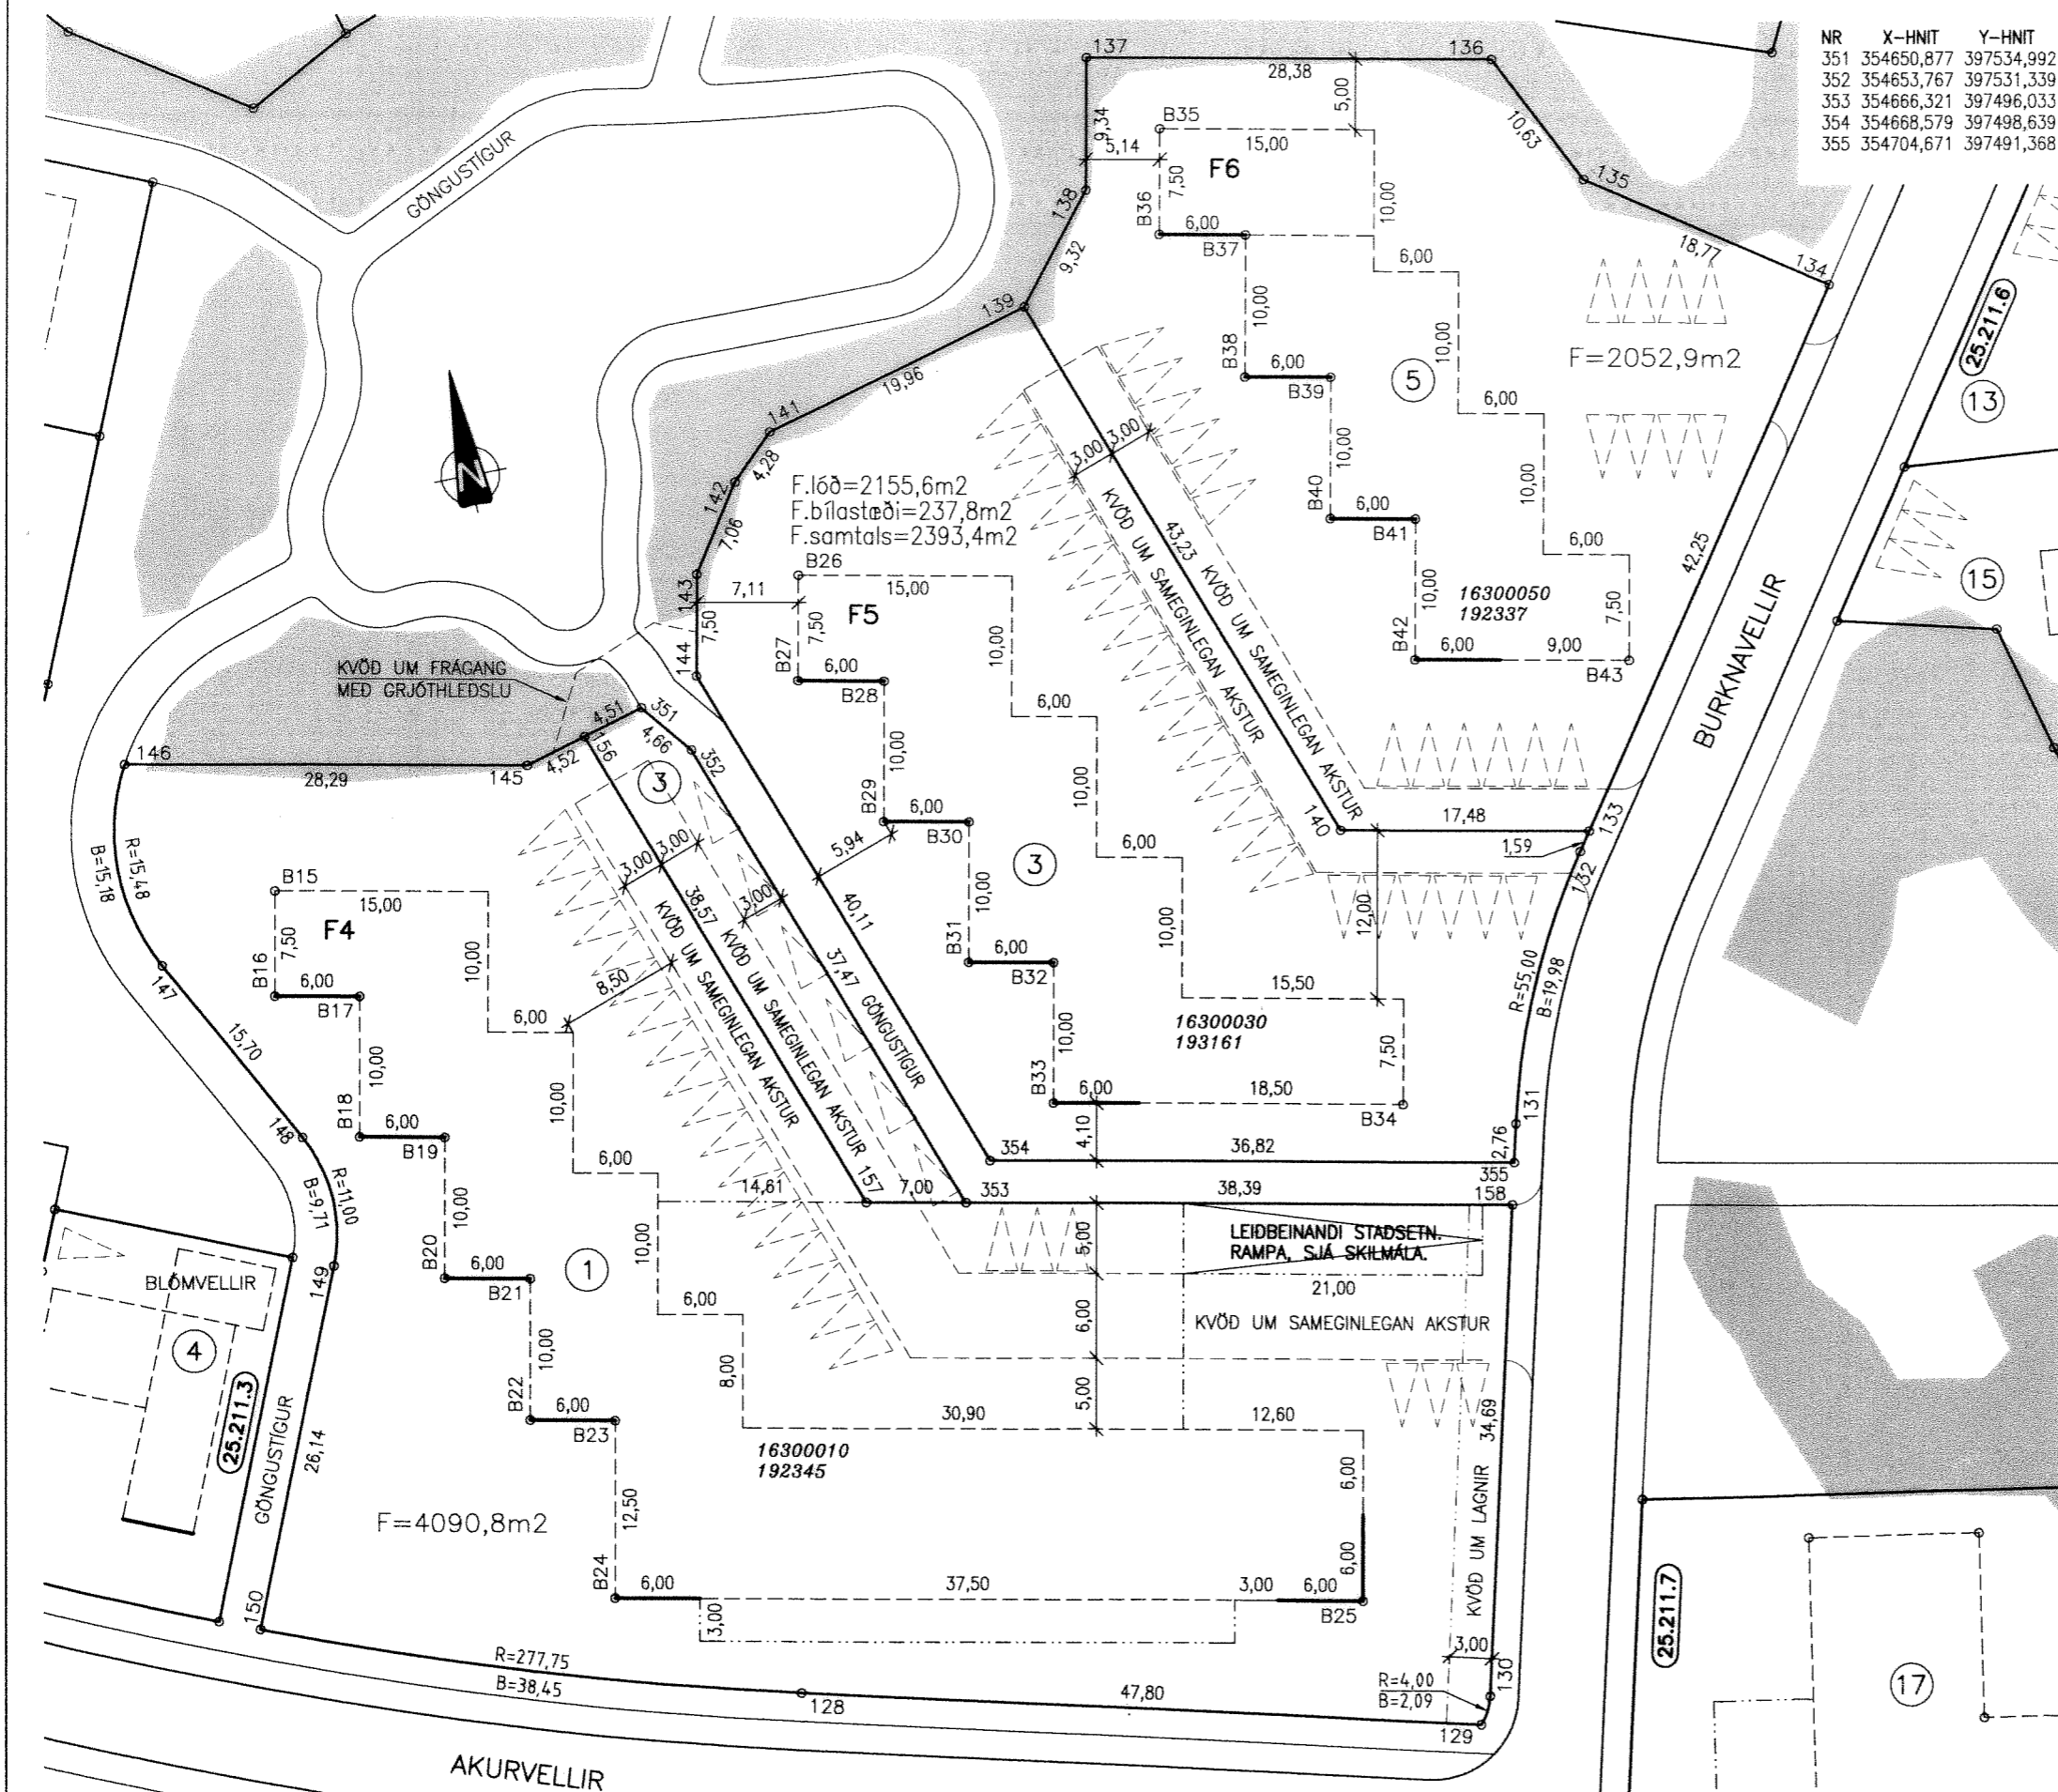 NR X-HNIT Y-HNIT
351 354650,877 397534,992
352 354653,767 397531,339
353 354666,321 397496,033
354 354668,579 397498,639
355 354704,671 397491,368
137
136
28,38
5,00
9,34
10,63
B35
15,00
5,14
F6
7,50
10,00
135
138
B36
6,00
B37
18,77
134
9,32
6,00
GÖNGUSTÍGUR
139
10,00
10,00
25.211.6
F=2052,9m2
B38
6,00
B39
5
13
19,96
141
6,00
3,00
3,00
10,00
10,00
4,28
142
7,06
N
F.lóð=2155,6m2
F.bílastæði=237,8m2
F.samtals=2393,4m2
B40
6,00
B41
43,23
KVÖÐ UM SAMEGINLEGAN AKSTUR
KVÖÐ UM SAMEGINLEGAN AKSTUR
6,00
42,25
15
143
B26
15,00
7,11
7,50
7,50
F5
10,00
10,00
16300050
192337
7,50
BURKNAVELLIR
144
B27
6,00
B28
B42
6,00
9,00
B43
KVÖÐ UM FRÁGANG
MEÐ GRJÓTHLEÐSLU
6,00
4,51
351
4,66
352
156
4,52
145
146
28,29
10,00
10,00
3
B29
6,00
B30
140
17,48
133
1,59
132
3,00
3,00
5,94
3
6,00
R=15,48
B=15,18
B15
15,00
F4
7,50
3,00
40,11
38,57
KVÖÐ UM SAMEGINLEGAN AKSTUR
KVÖÐ UM SAMEGINLEGAN AKSTUR
10,00
10,00
12,00
B31
6,00
B32
37,47
GÖNGUSTÍGUR
R=55,00
B=19,98
147
B16
6,00
B17
10,00
8,50
15,50
6,00
16300030
193161
15,70
10,00
10,00
7,50
B33
6,00
18,50
B34
148
B18
6,00
B19
10,00
4,10
131
2,76
354
36,82
355
6,00
157
R=11,00
B=9,71
14,61
7,00
353
38,39
158
10,00
10,00
5,00
LEIÐBEINANDI STAÐSETN.
RAMPA, SJÁ SKILMÁLA.
149
B20
6,00
B21
1
21,00
BLÓMVELLIR
6,00
6,00
KVÖÐ UM SAMEGINLEGAN AKSTUR
4
10,00
8,00
5,00
25.211.3
GÖNGUSTÍGUR
26,14
B22
6,00
B23
30,90
12,60
34,69
16300010
192345
6,00
F=4090,8m2
12,50
KVÖÐ UM LAGNIR
B24
6,00
37,50
3,00
6,00
6,00
B25
150
3,00
3,00
25.211.7
R=277,75
B=38,45
128
47,80
R=4,00
B=2,09
130
129
17
AKURVELLIR